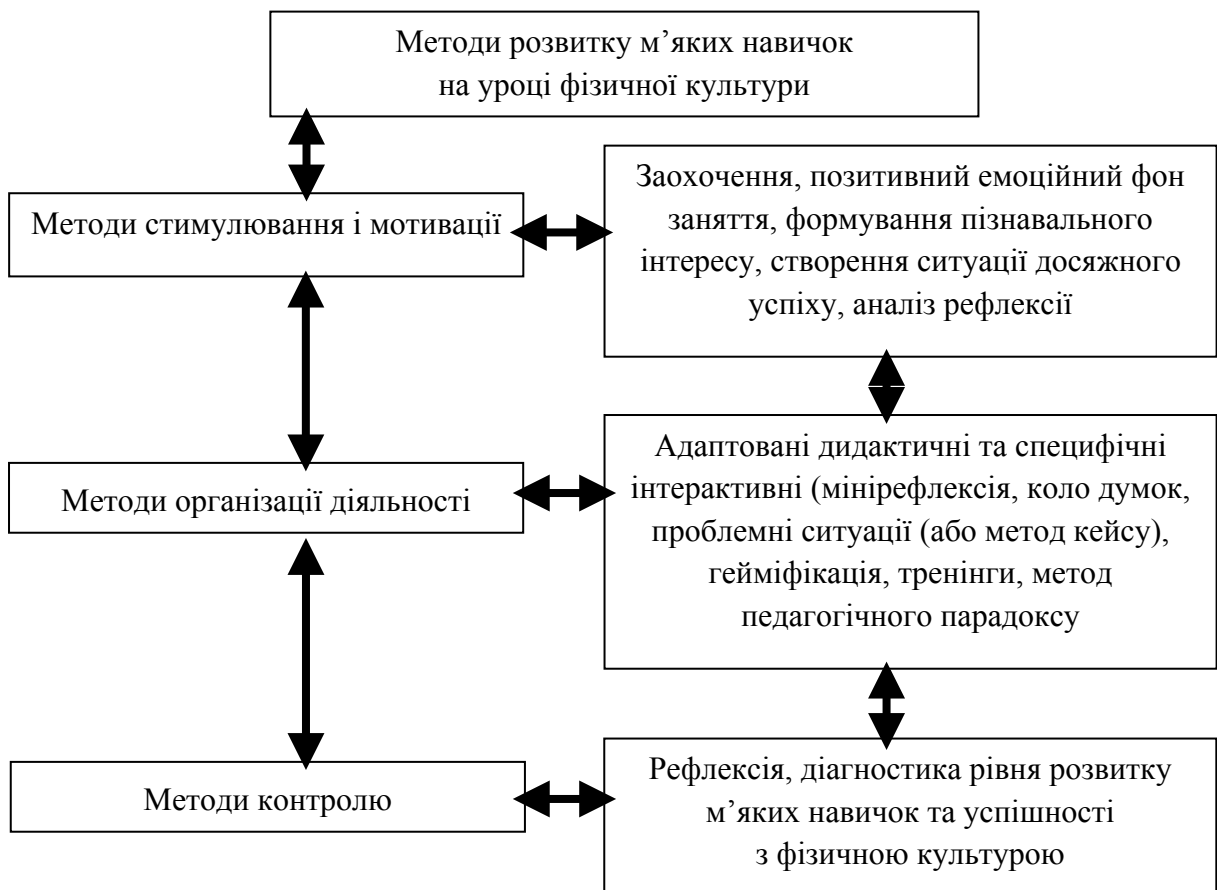 Методи розвитку м’яких навичок
на уроці фізичної культури
Методи стимулювання і мотивації
Заохочення, позитивний емоційний фон
заняття, формування пізнавального
інтересу, створення ситуації досяжного
успіху, аналіз рефлексії
Методи організації діяльності
Адаптовані дидактичні та специфічні
інтерактивні (мінірефлексія, коло думок,
проблемні ситуації (або метод кейсу),
гейміфікація, тренінги, метод
педагогічного парадоксу
Методи контролю
Рефлексія, діагностика рівня розвитку
м’яких навичок та успішності
з фізичною культурою